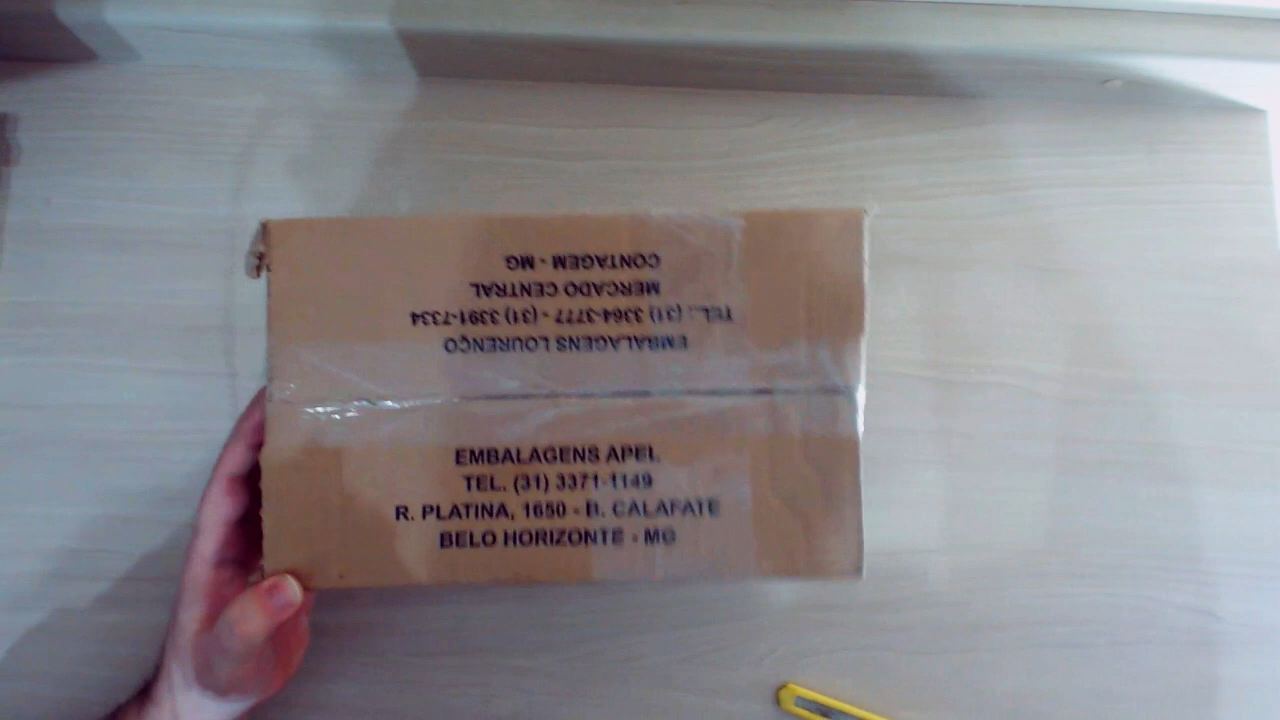 EMBALAGENS LOURENÇO
TEL.: (31) 3364-3777 - (31) 3391-7334
MERCADO CENTRAL
CONTAGEM - MG
EMBALAGENS APEL
TEL. (31) 3371-1149
R. PLATINA, 1650 - B. CALAFATE
BELO HORIZONTE - MG